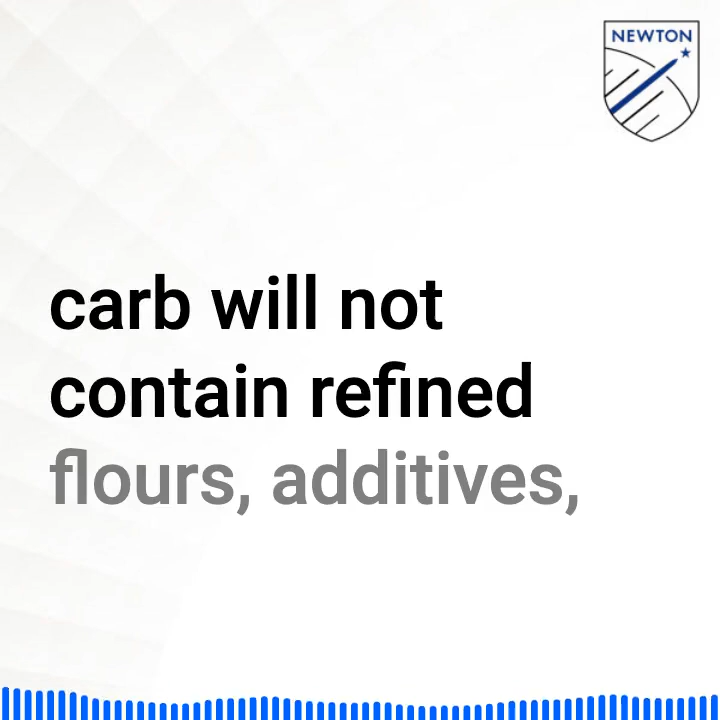 NEWTON
carb will not
contain refined
flours, additives,